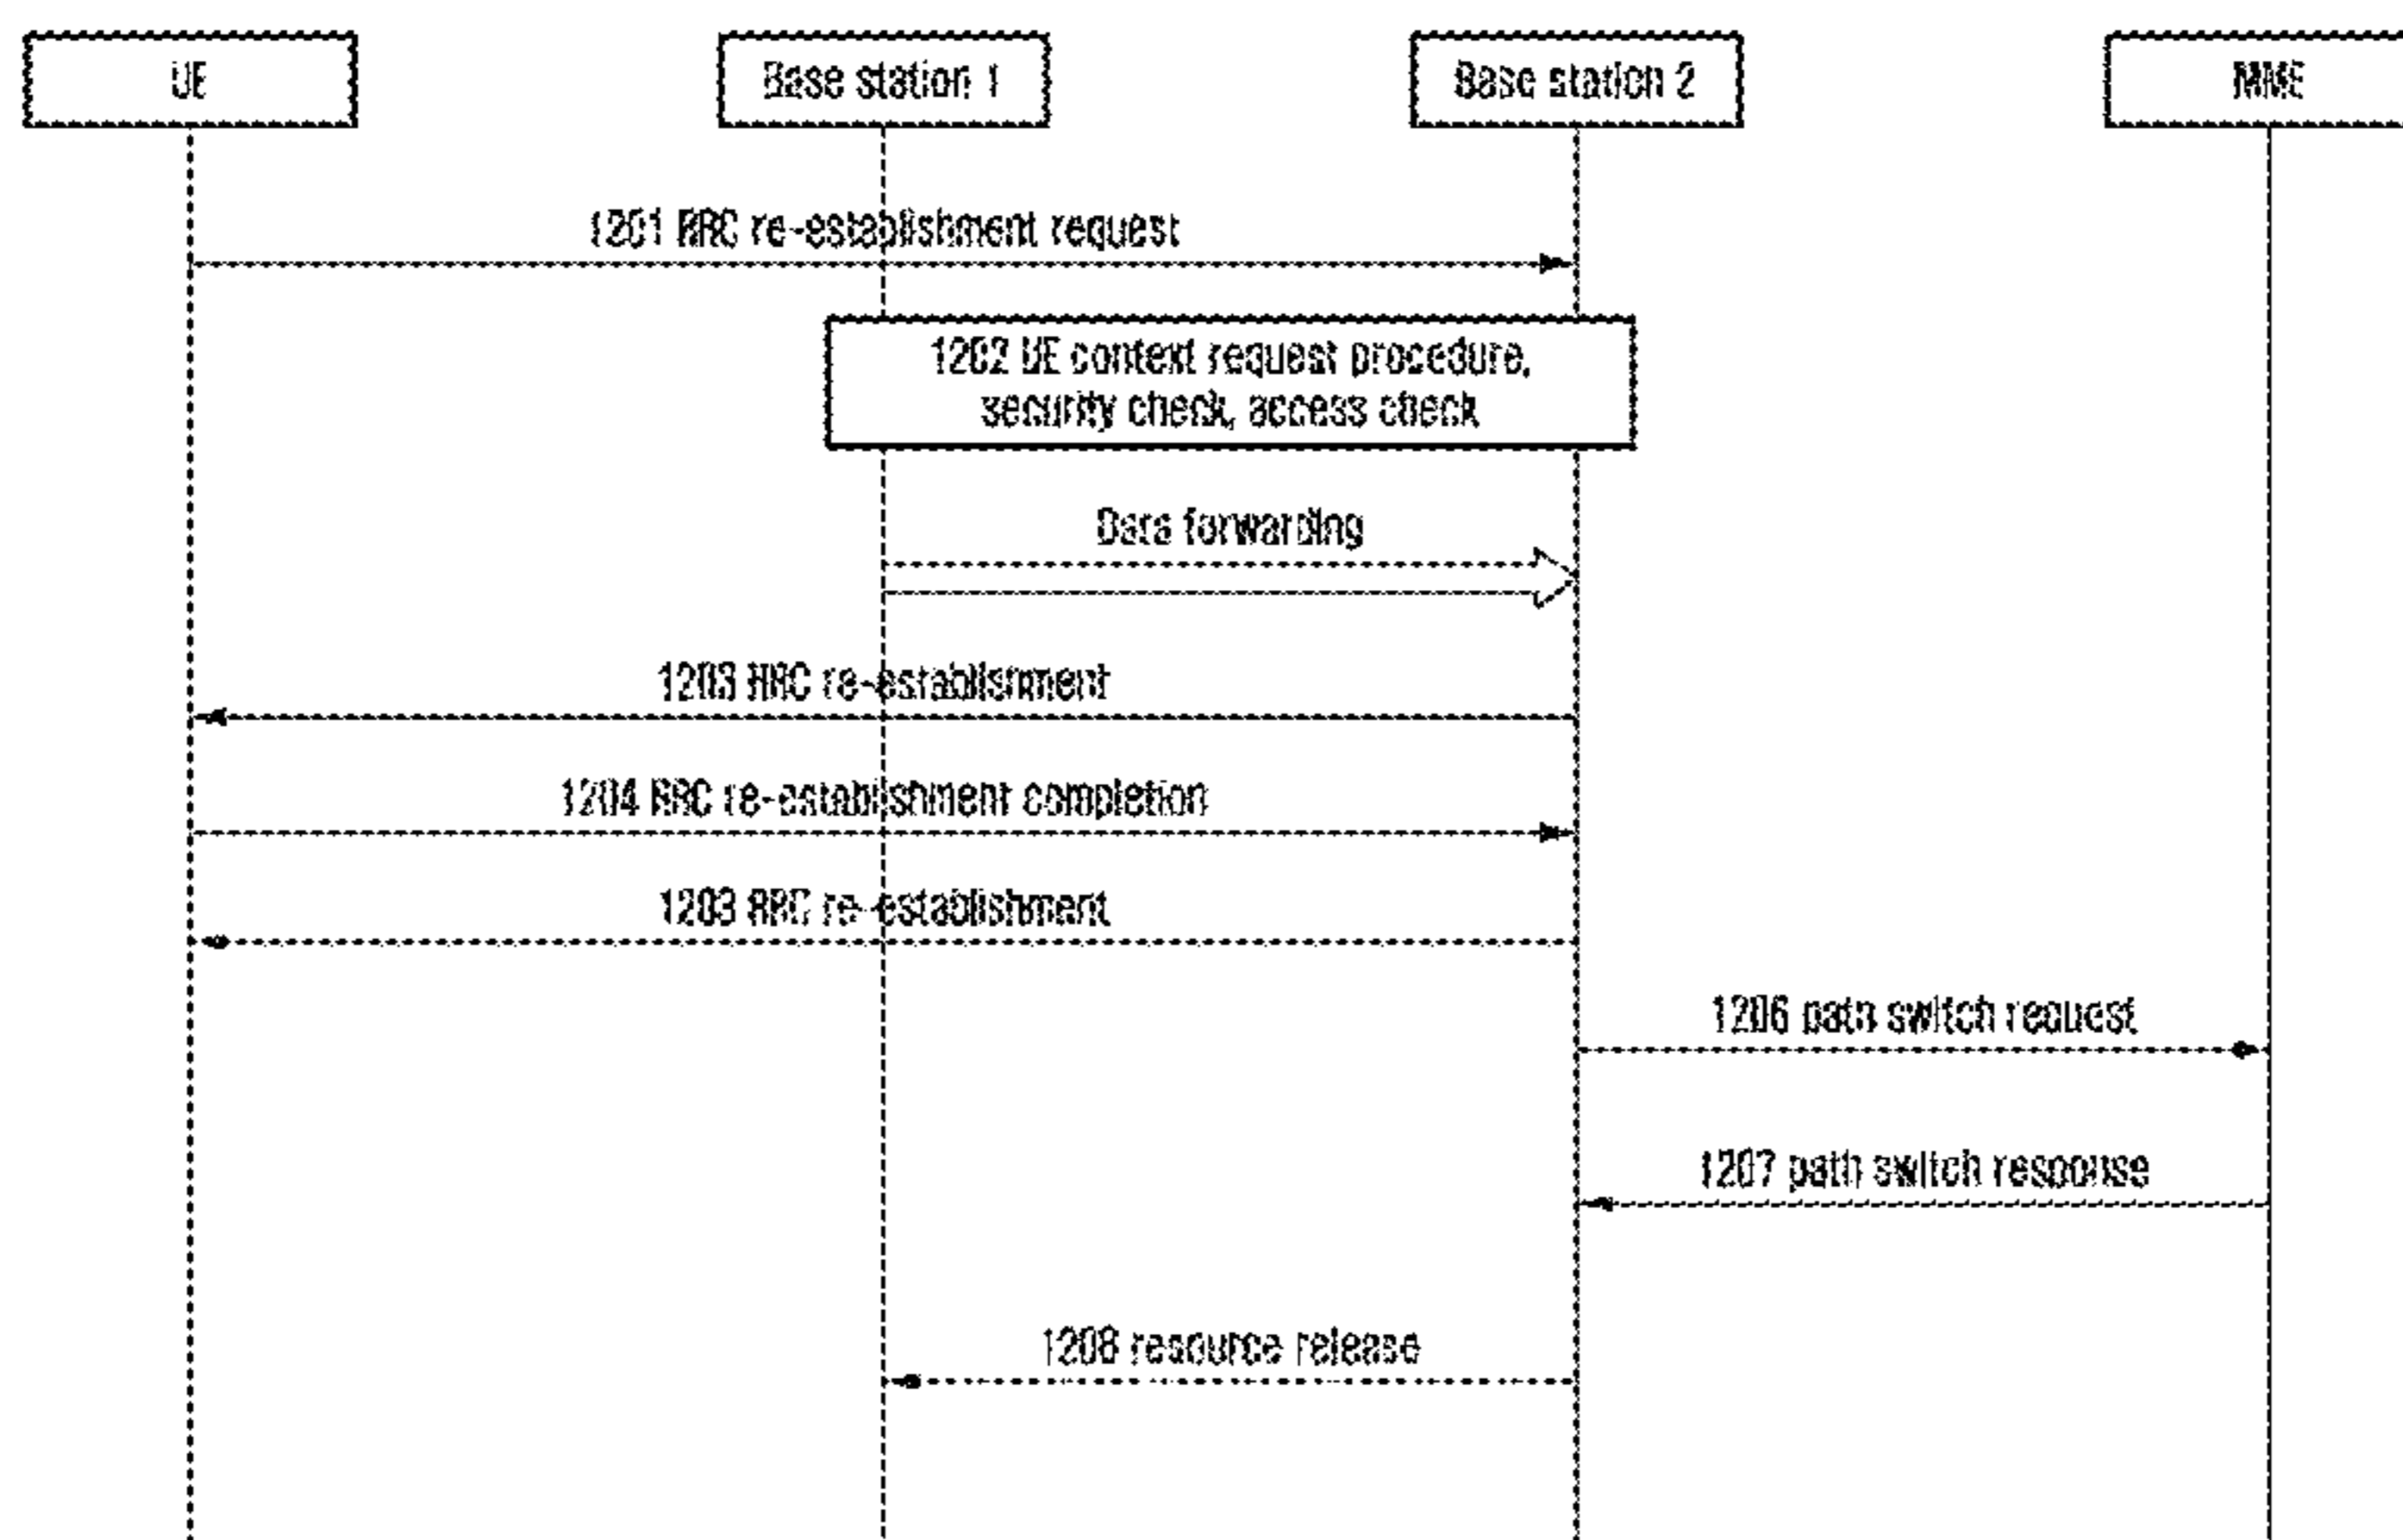 UE
Base station 1
Base station 2
MME
1201 RRC re-establishment request
1202 UE context request procedure,
security check, access check
Data forwarding
1203 RRC re-establishment
1204 RRC re-establishment completion
1203 RRC re-establishment
1206 path switch request
1207 path switch response
1208 resource release